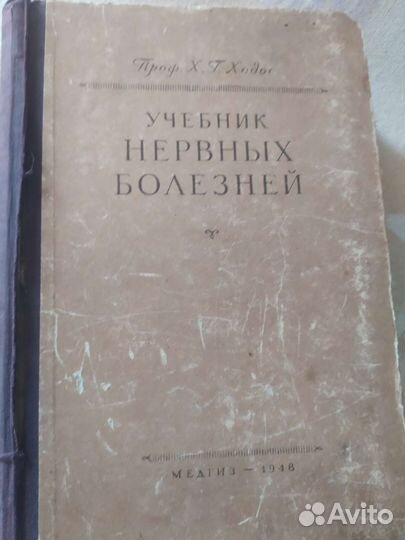 Проф. Х. Г. Ходос
УЧЕБНИК
НЕРВНЫХ
БОЛЕЗНЕЙ
МЕДГИЗ — 1948
Avito